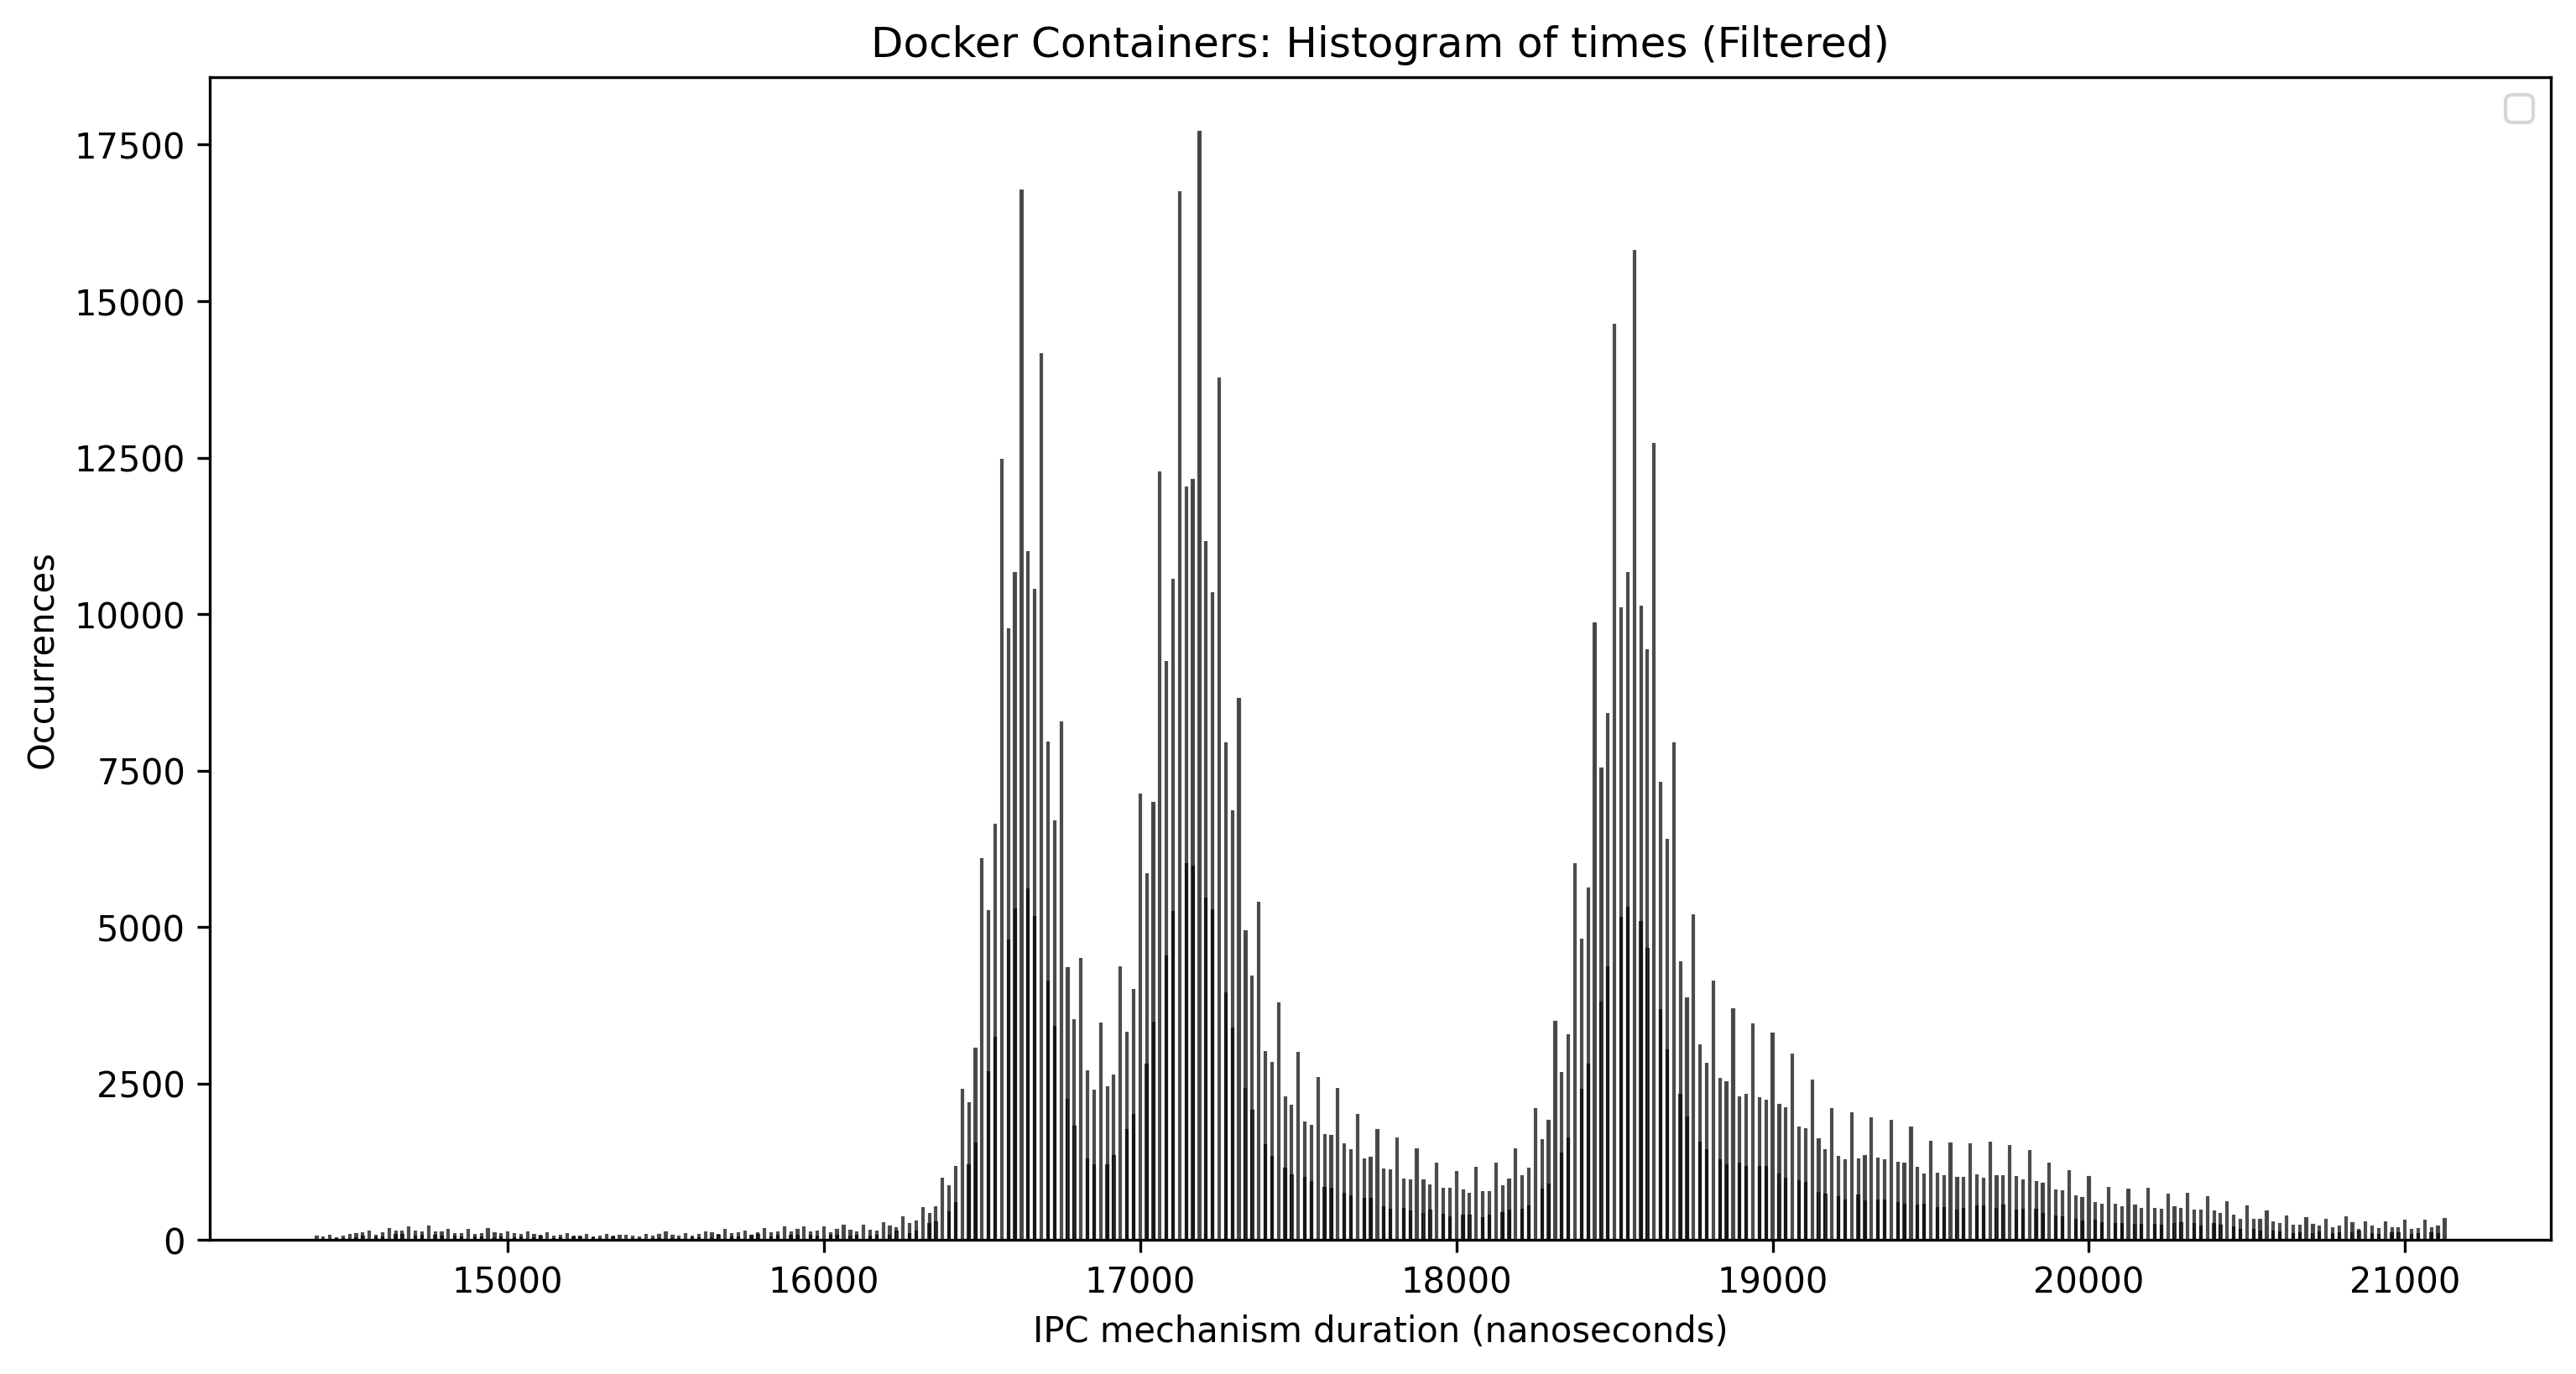 Docker Containers: Histogram of times (Filtered)
17500
15000
12500
10000
7500
5000
2500
0
Occurrences
15000 16000 17000 18000 19000 20000 21000
IPC mechanism duration (nanoseconds)